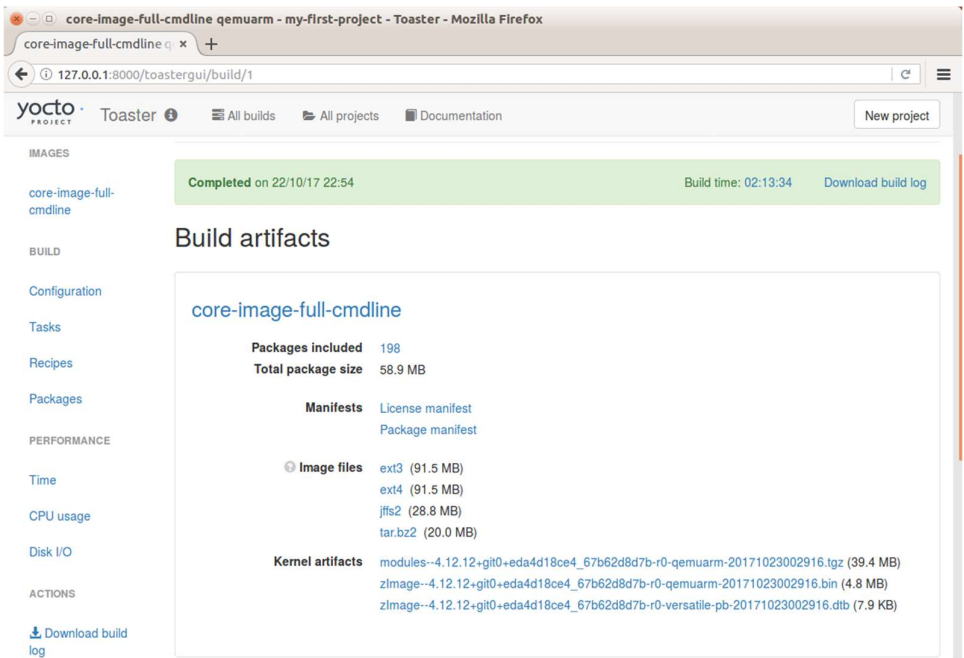 core-image-full-cmdline qemuarm - my-first-project - Toaster - Mozilla Firefox
core-image-full-cmdline q
127.0.0.1:8000/toastergui/build/1
yocto
PROJECT
Toaster
All builds
All projects
Documentation
New project
IMAGES
core-image-full-
cmdline
BUILD
Configuration
Tasks
Recipes
Packages
PERFORMANCE
Time
CPU usage
Disk I/O
ACTIONS
Download build
log
Completed on 22/10/17 22:54
Build time: 02:13:34
Download build log
Build artifacts
core-image-full-cmdline
Packages included 198
Total package size 58.9 MB
Manifests License manifest
Package manifest
Image files ext3 (91.5 MB)
ext4 (91.5 MB)
jffs2 (28.8 MB)
tar.bz2 (20.0 MB)
Kernel artifacts modules--4.12.12+git0+eda4d18ce4_67b62d8d7b-r0-qemuarm-20171023002916.tgz (39.4 MB)
zImage--4.12.12+git0+eda4d18ce4_67b62d8d7b-r0-qemuarm-20171023002916.bin (4.8 MB)
zImage--4.12.12+git0+eda4d18ce4_67b62d8d7b-r0-versatile-pb-20171023002916.dtb (7.9 KB)